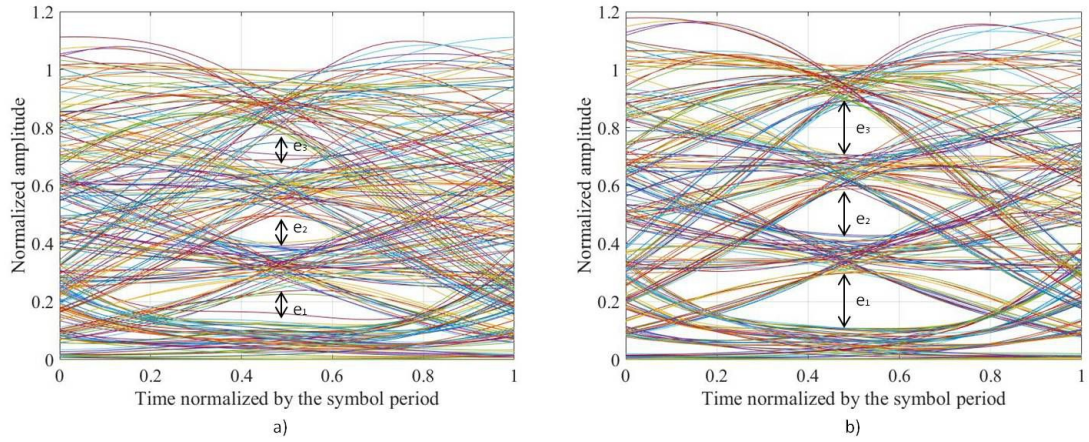 1.2
1
0.8
0.6
0.4
0.2
0
Normalized amplitude
e₃
e₂
e₁
0 0.2 0.4 0.6 0.8 1
Time normalized by the symbol period
a)
1.2
1
0.8
0.6
0.4
0.2
0
Normalized amplitude
e₃
e₂
e₁
0 0.2 0.4 0.6 0.8 1
Time normalized by the symbol period
b)